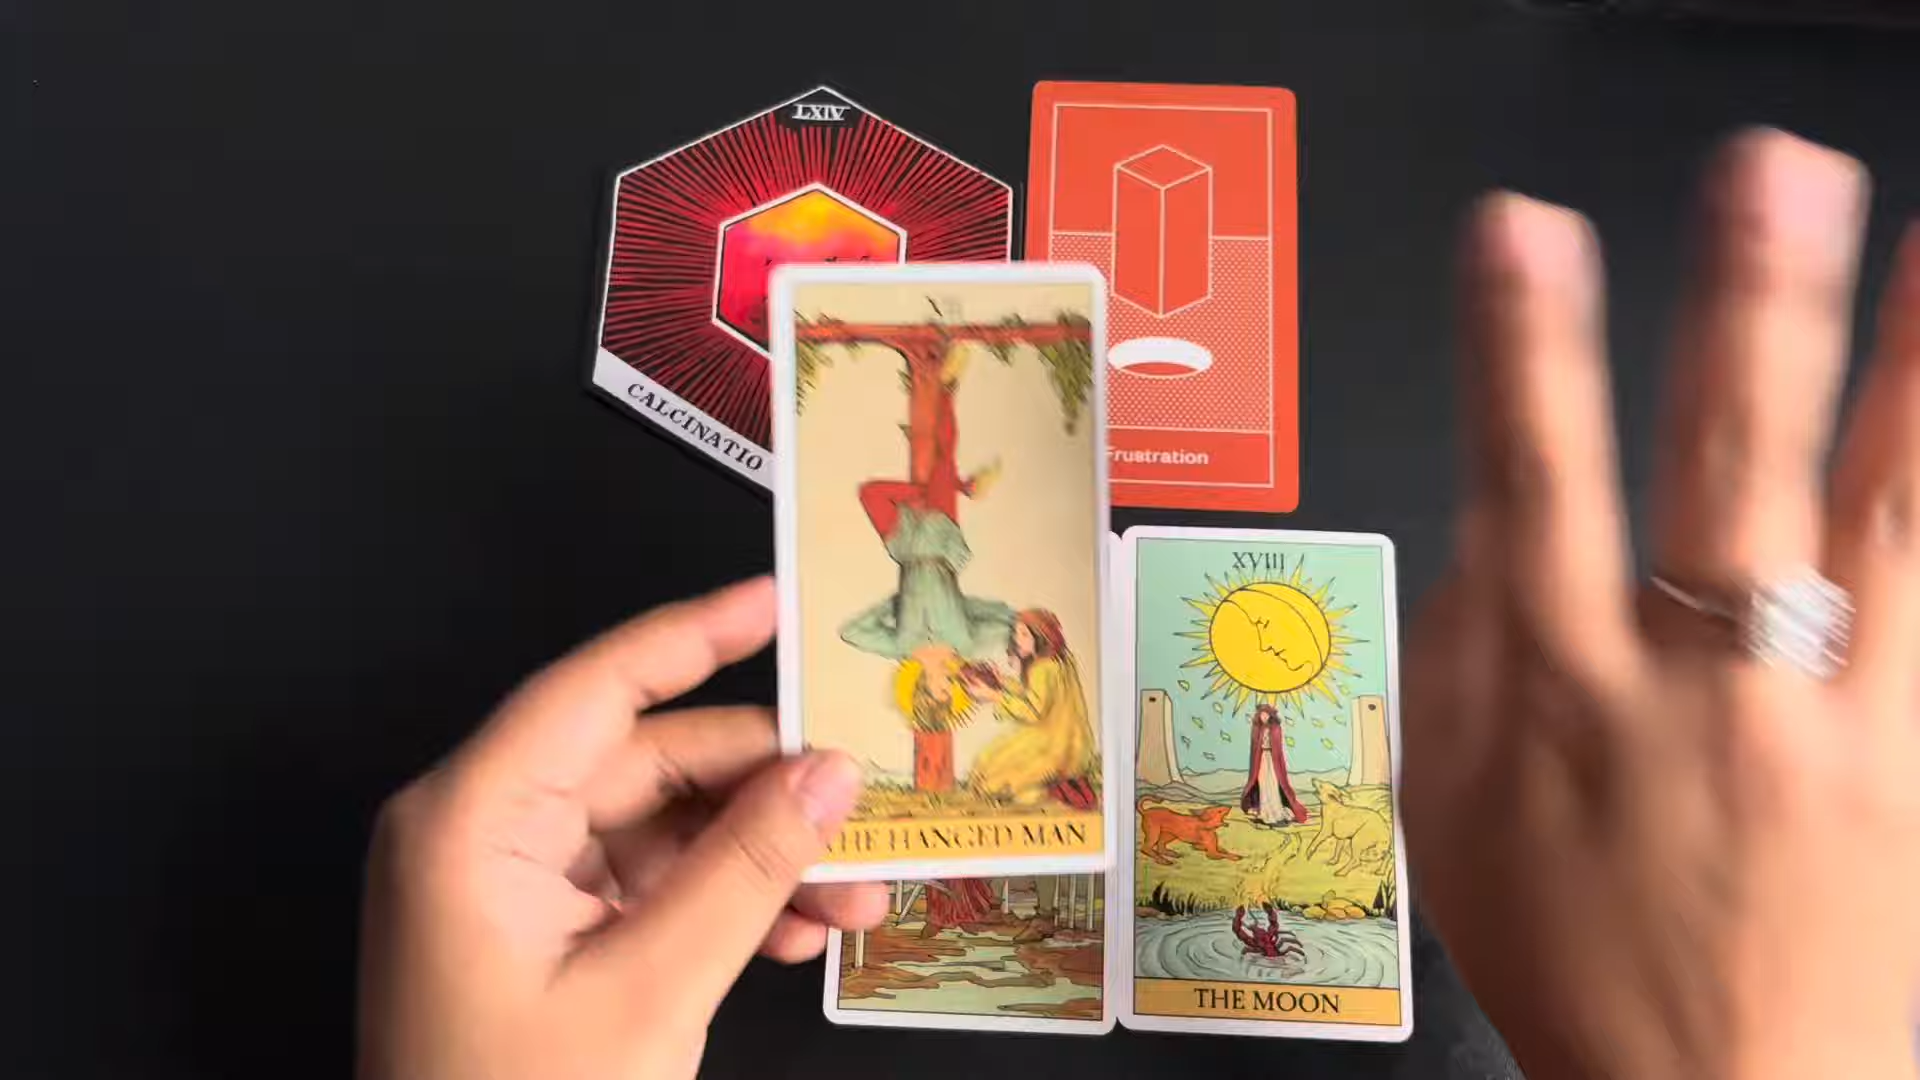 LXIV
CALCINATIO
Frustration
THE HANGED MAN
XVIII
THE MOON